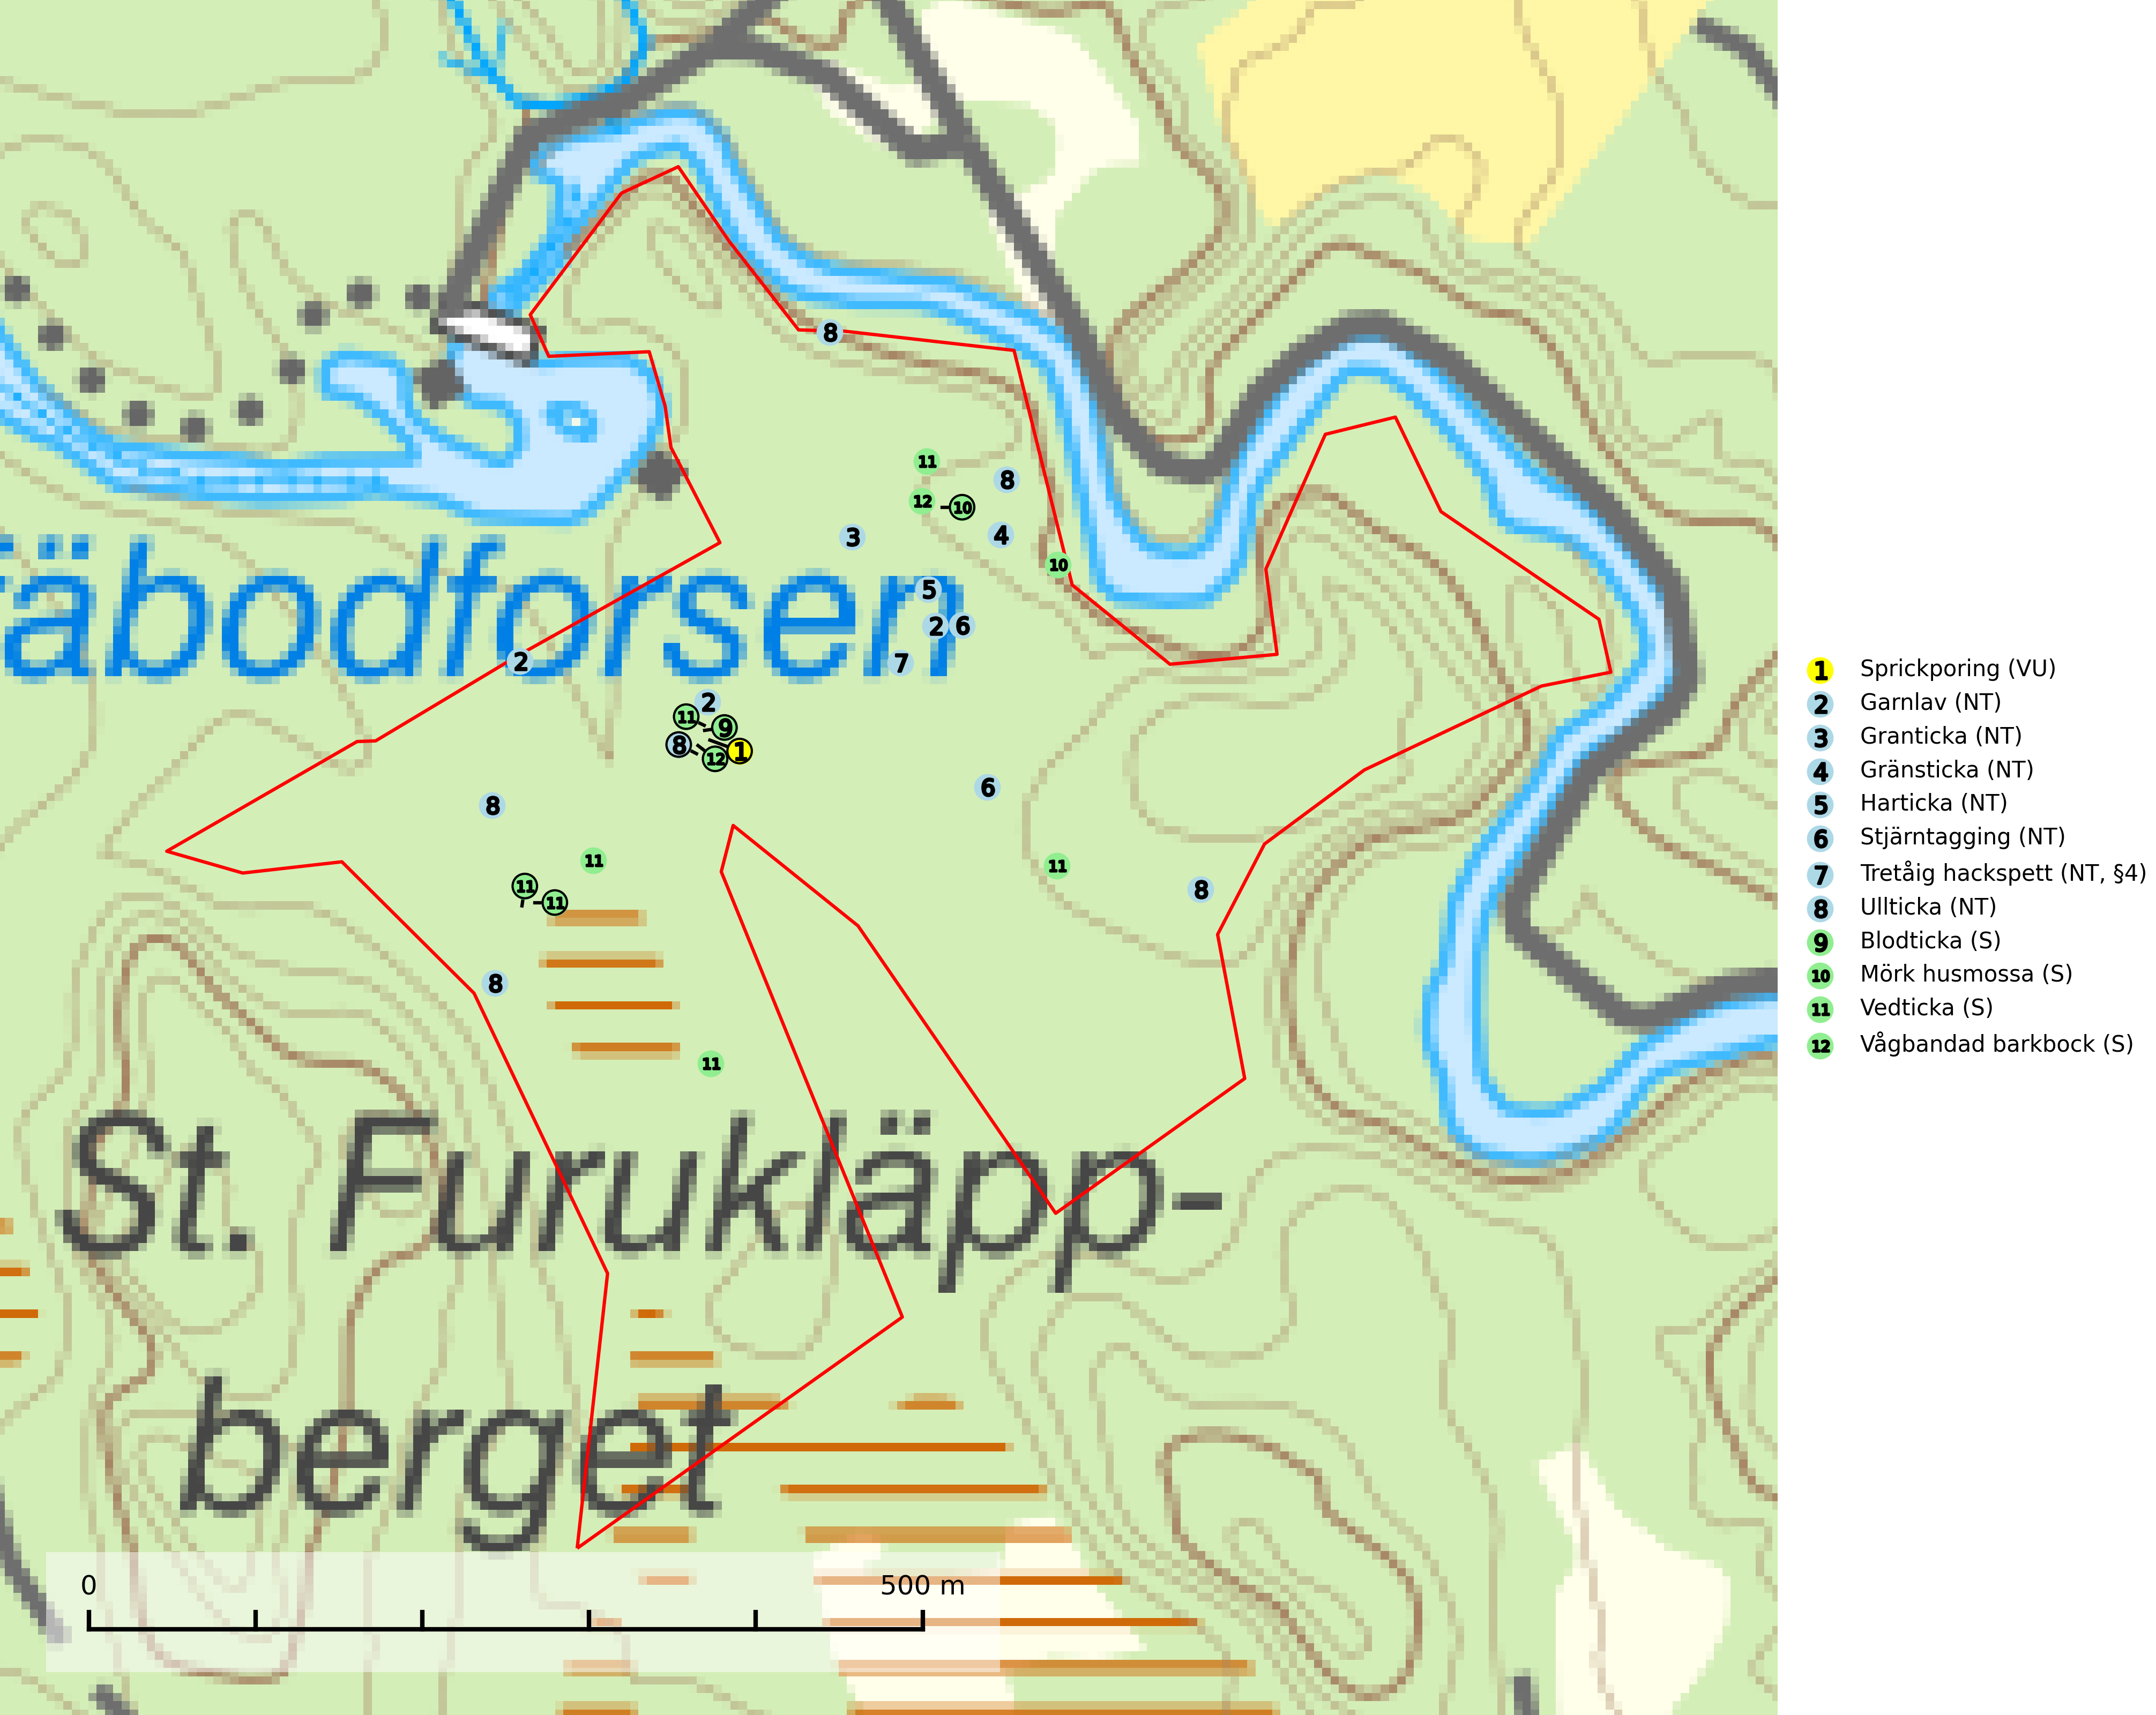 8
11
8
12
10
3
4
10
5
räbodforsen
2
6
2
7
2
11
9
8
12
1
6
8
11
11
8
11
11
8
11
St. Furukläpp-
berget
0
500 m
1 Sprickporing (VU)
2 Garnlav (NT)
3 Granticka (NT)
4 Gränsticka (NT)
5 Harticka (NT)
6 Stjärntagging (NT)
7 Tretåig hackspett (NT, §4)
8 Ullticka (NT)
9 Blodticka (S)
10 Mörk husmossa (S)
11 Vedticka (S)
12 Vågbandad barkbock (S)